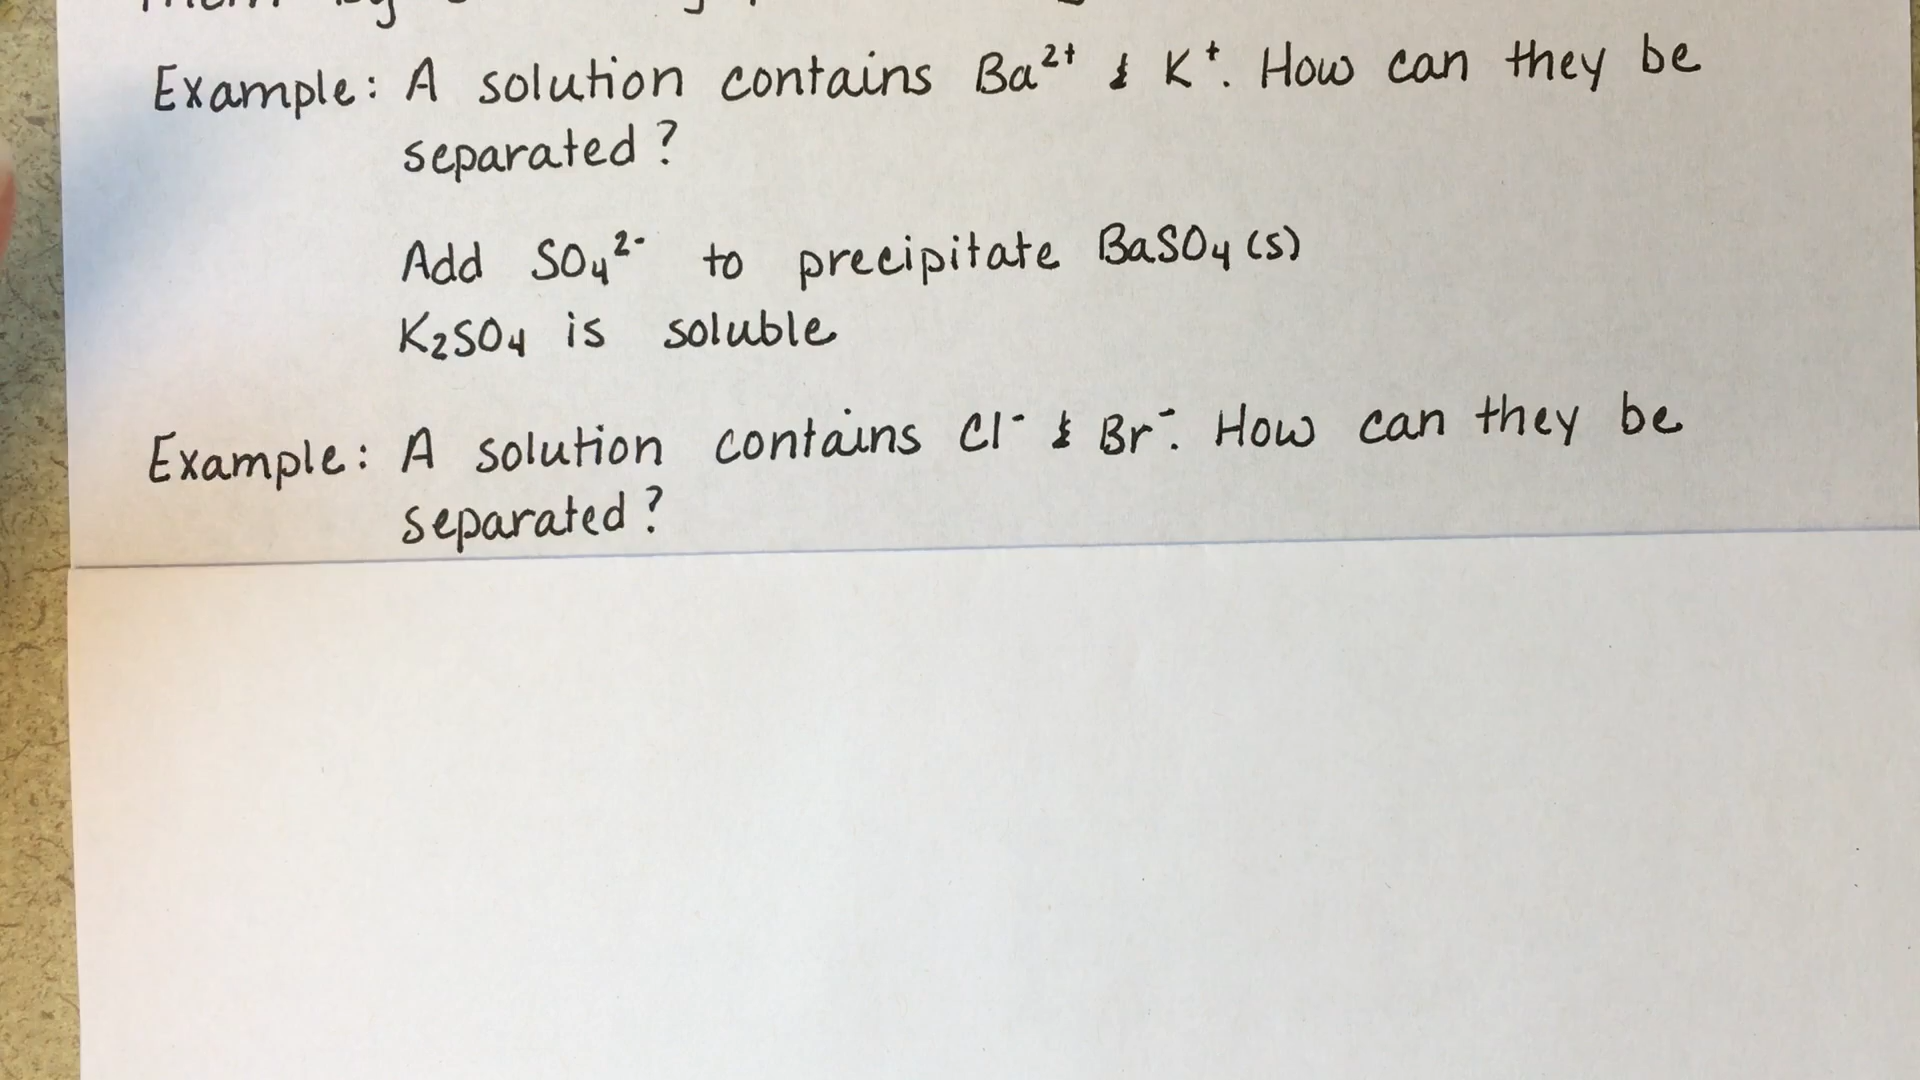 by
Example: A solution contains Ba²⁺ & K⁺. How can they be
separated?
Add SO₄²⁻ to precipitate BaSO₄(s)
K₂SO₄ is soluble
Example: A solution contains Cl⁻ & Br⁻. How can they be
separated?